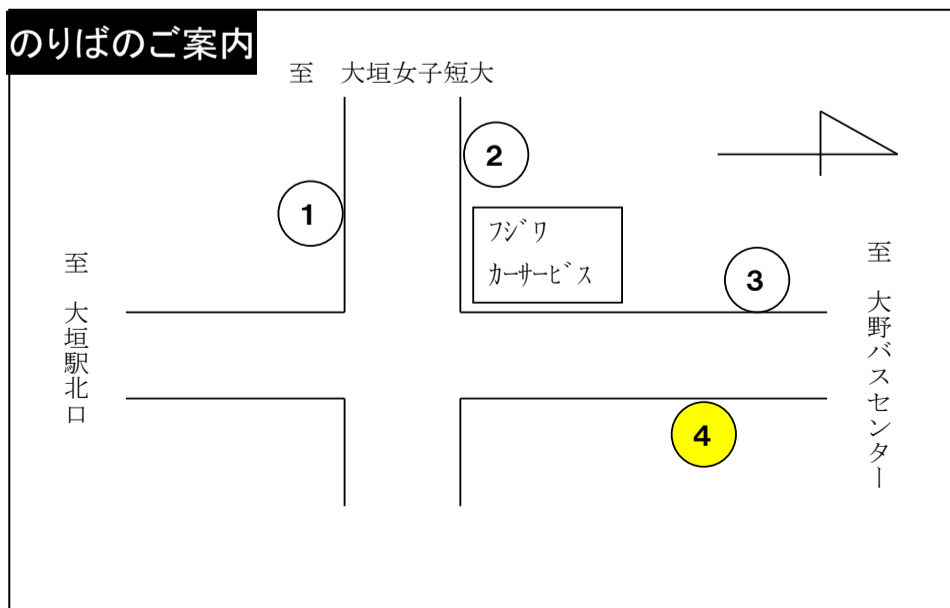 のりばのご案内
至　大垣女子短大
2
1
フジワ
カーサービス
至　大垣駅北口
3
至　大野バスセンター
4